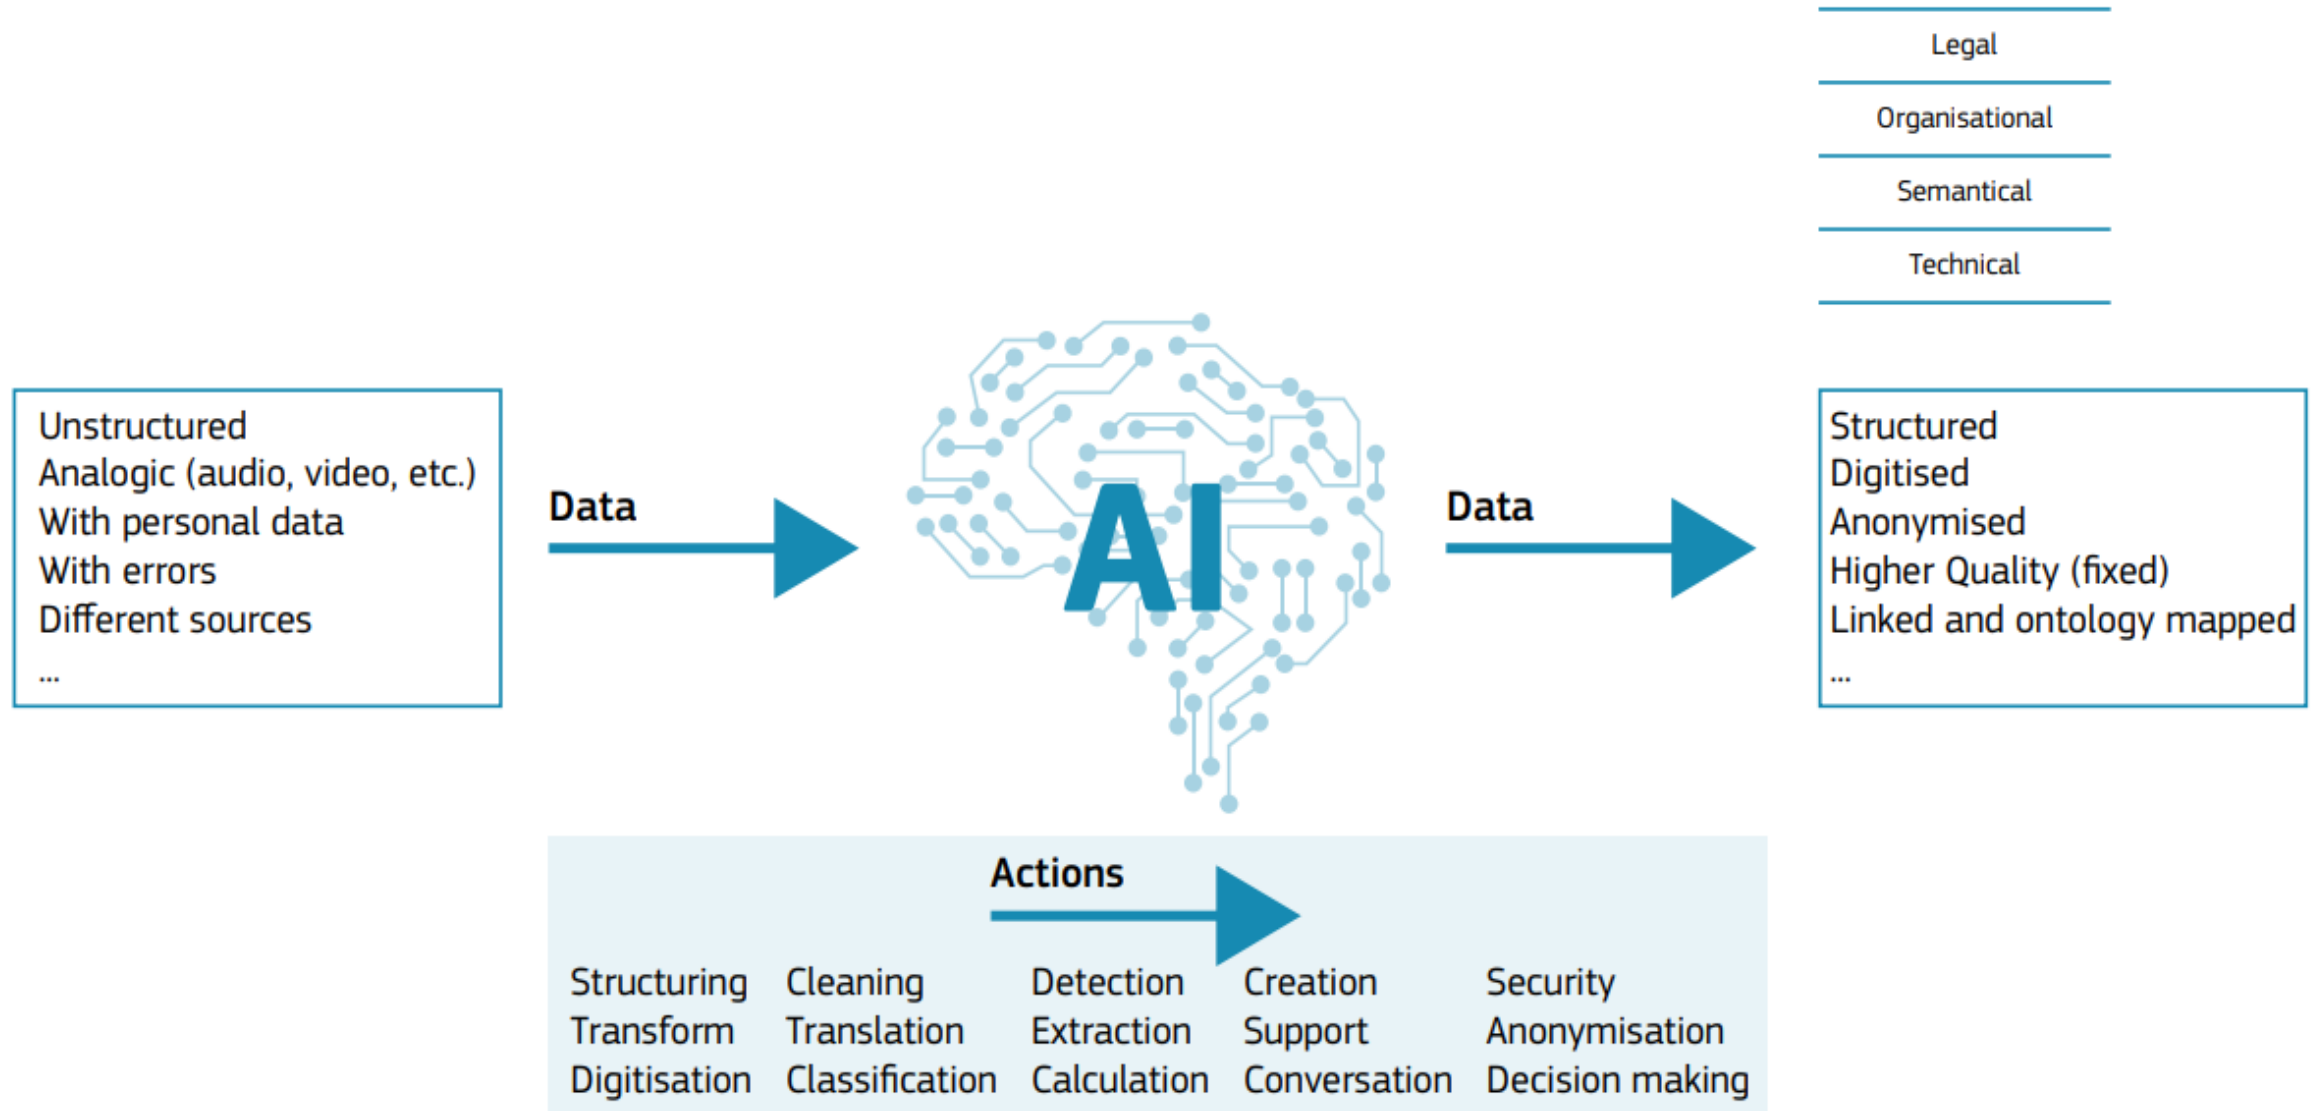 Legal
Organisational
Semantical
Technical
Unstructured
Analogic (audio, video, etc.)
With personal data
With errors
Different sources
...
Data
AI
Data
Structured
Digitised
Anonymised
Higher Quality (fixed)
Linked and ontology mapped
...
Actions
Structuring Cleaning Detection Creation Security
Transform Translation Extraction Support Anonymisation
Digitisation Classification Calculation Conversation Decision making